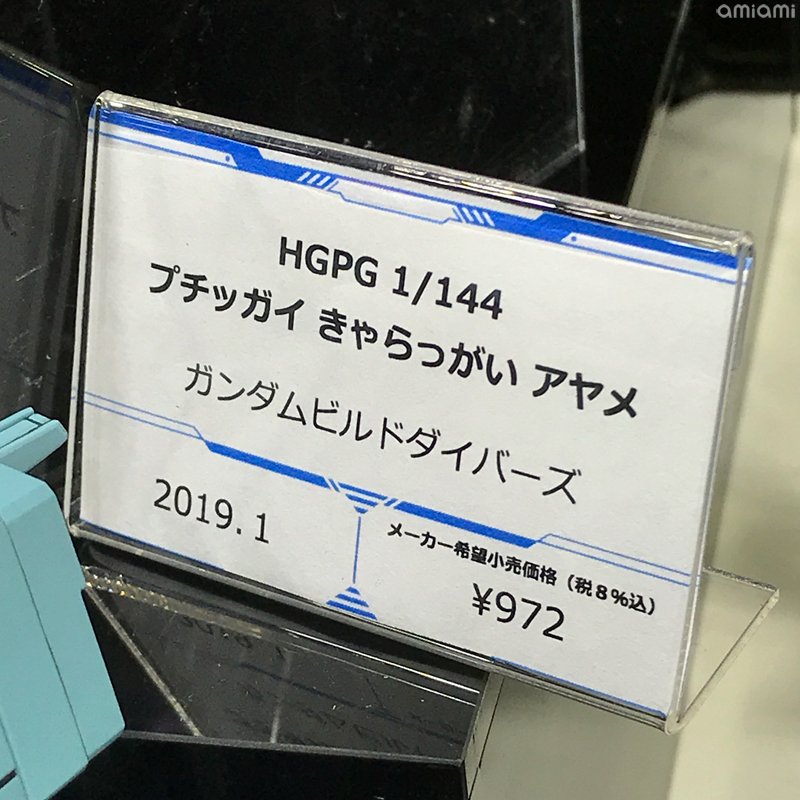 amiami
HGPG 1/144
プチッガイ きゃらっがい アヤメ
ガンダムビルドダイバーズ
2019.1
メーカー希望小売価格（税8%込）
¥972